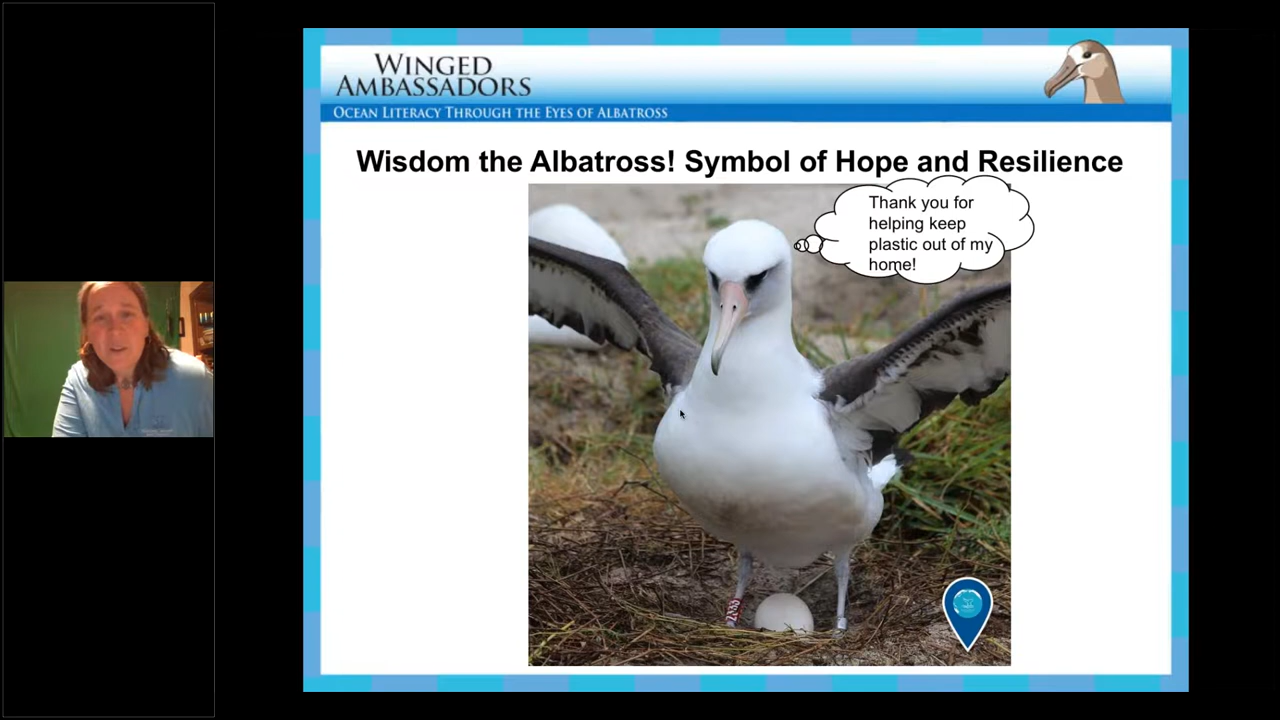 WINGED
AMBASSADORS
OCEAN LITERACY THROUGH THE EYES OF ALBATROSS
Wisdom the Albatross! Symbol of Hope and Resilience
Thank you for
helping keep
plastic out of my
home!